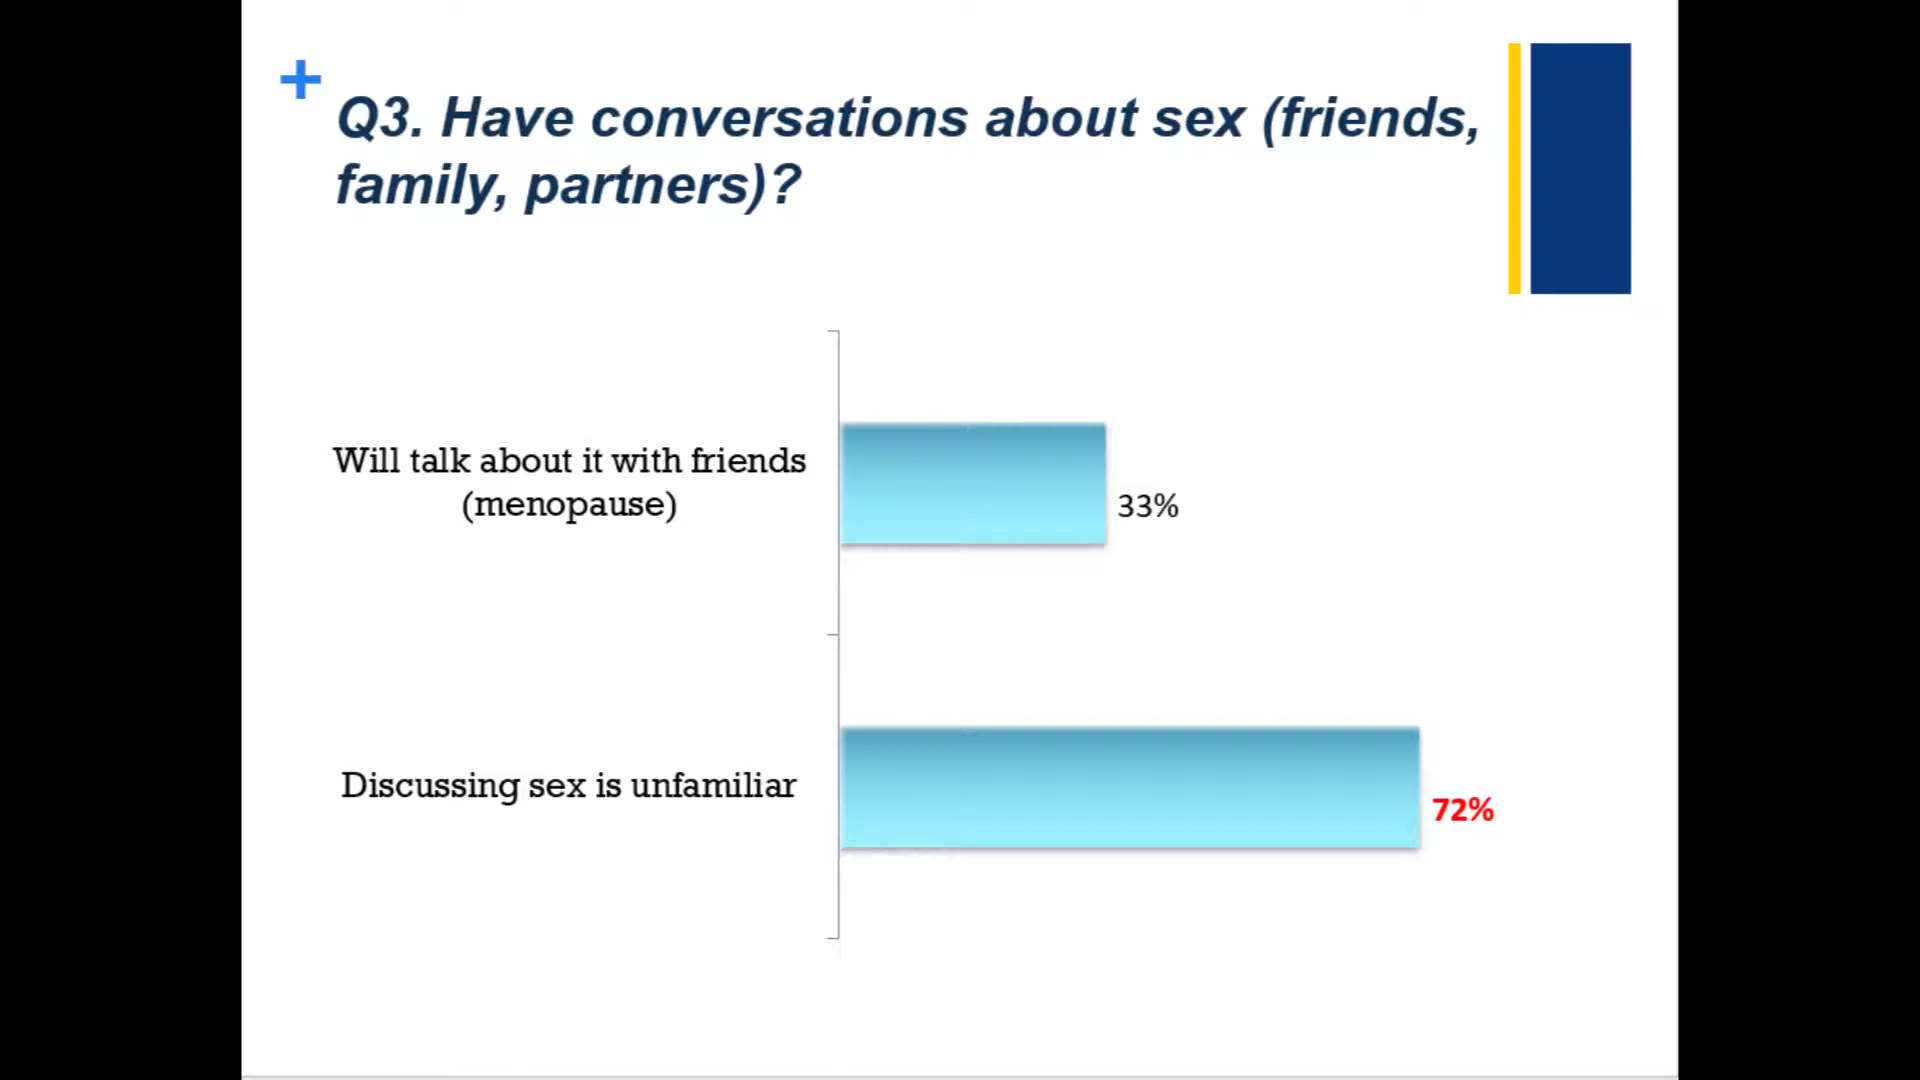 +
Q3. Have conversations about sex (friends,
family, partners)?
Will talk about it with friends
(menopause)
33%
Discussing sex is unfamiliar
72%